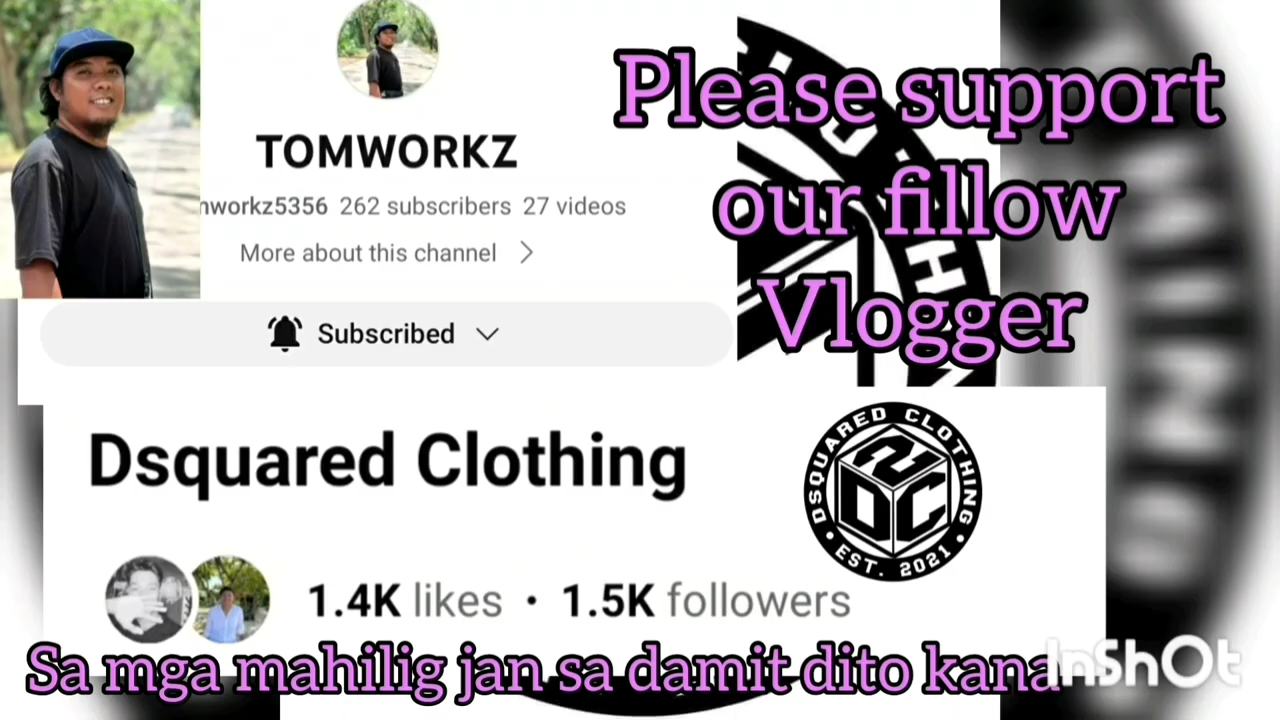 TOMWORKZ
nworkz5356 262 subscribers 27 videos
More about this channel
Subscribed
Please support
our fillow
Vlogger
Dsquared Clothing
DSQUARED CLOTHING
2DC
EST. 2021
1.4K likes • 1.5K followers
Sa mga mahilig jan sa damit dito kana
InShOt